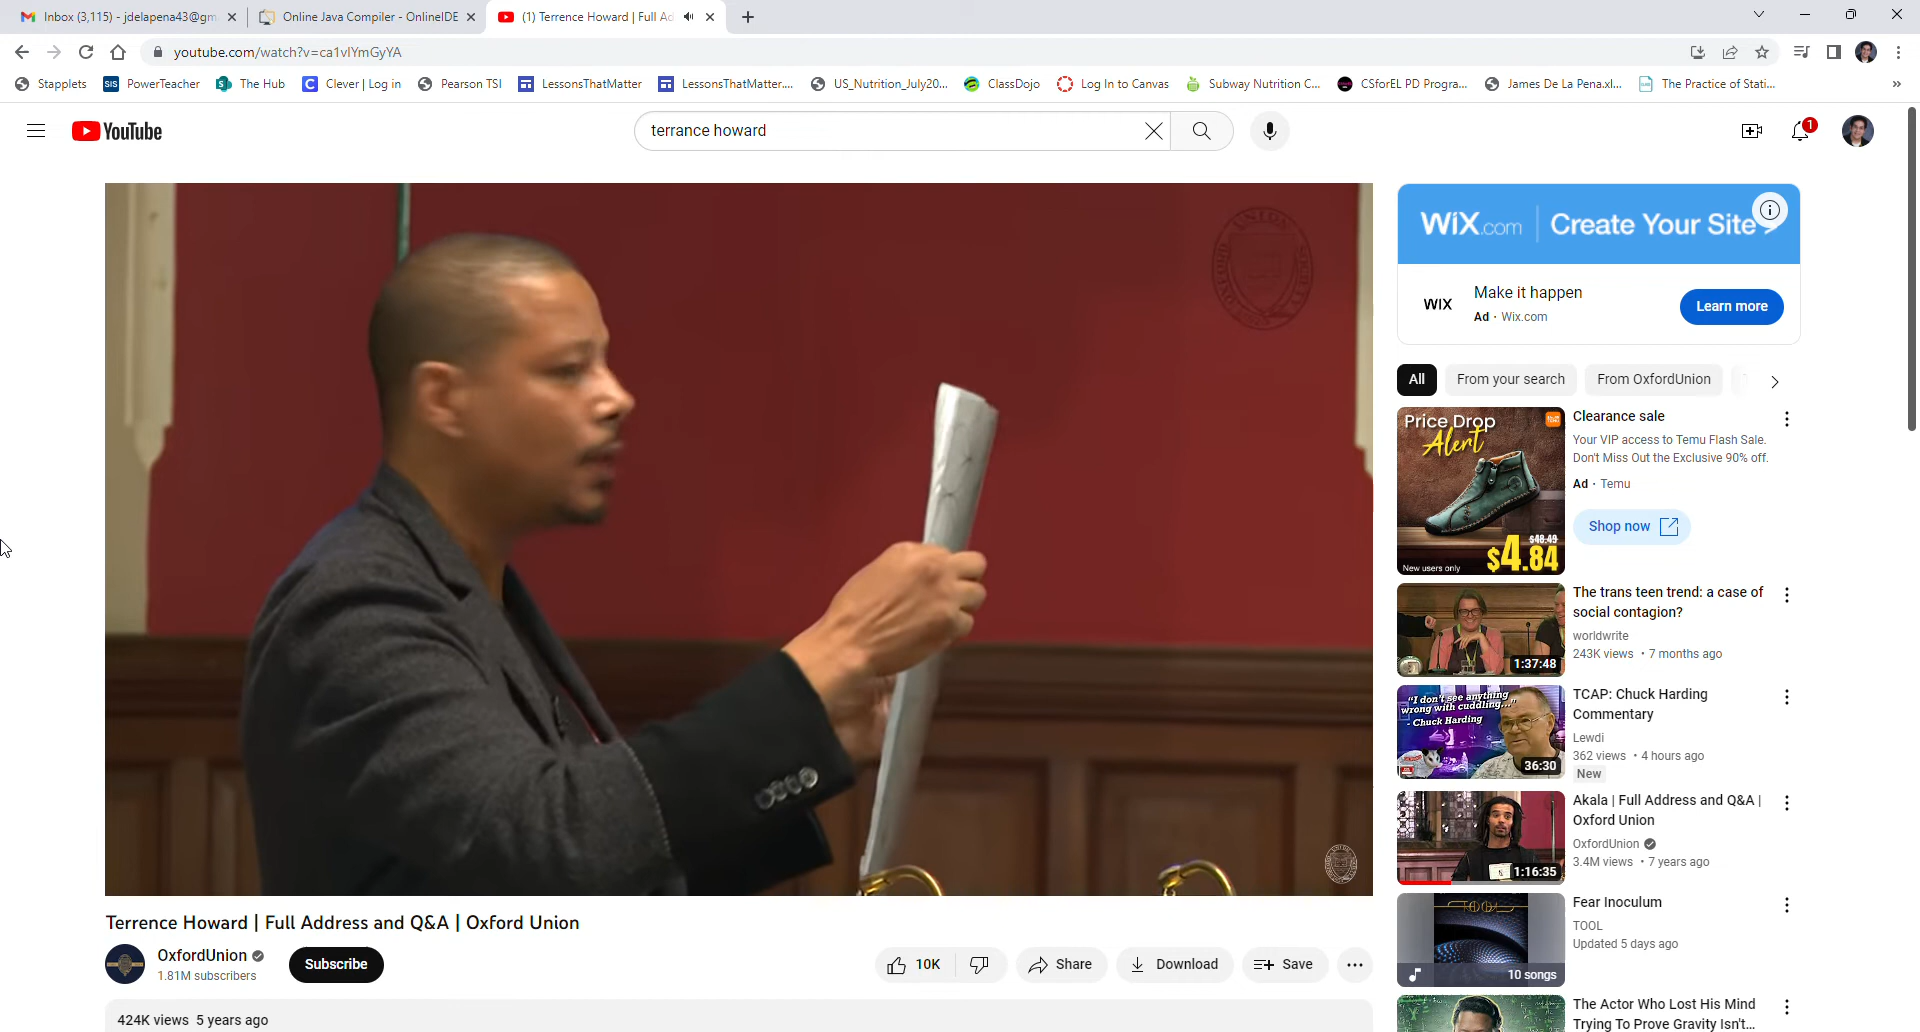 Inbox (3,115) - jdelapena43@gm
Online Java Compiler - OnlineIDE
(1) Terrence Howard | Full Ad
youtube.com/watch?v=ca1vlYmGyYA
Stapplets
SIS PowerTeacher
The Hub
Clever | Log in
Pearson TSI
LessonsThatMatter
LessonsThatMatter....
US_Nutrition_July20...
ClassDojo
Log In to Canvas
Subway Nutrition C...
CSforEL PD Progra...
James De La Pena.xl...
The Practice of Stati...
YouTube
terrance howard
1
WiX.com | Create Your Site >
WIX
Make it happen
Ad · Wix.com
Learn more
All
From your search
From OxfordUnion
Price Drop
Alert
$48.49
$4.84
New users only
Clearance sale
Your VIP access to Temu Flash Sale.
Don't Miss Out the Exclusive 90% off.
Ad · Temu
Shop now
1:37:48
The trans teen trend: a case of
social contagion?
worldwrite
243K views • 7 months ago
"I don't see anything
wrong with cuddling..."
- Chuck Harding
36:30
TCAP: Chuck Harding
Commentary
Lewdi
362 views • 4 hours ago
New
1:16:35
Akala | Full Address and Q&A |
Oxford Union
OxfordUnion
3.4M views • 7 years ago
TOOL
10 songs
Fear Inoculum
TOOL
Updated 5 days ago
The Actor Who Lost His Mind
Trying To Prove Gravity Isn't...
Terrence Howard | Full Address and Q&A | Oxford Union
OxfordUnion
1.81M subscribers
Subscribe
10K
Share
Download
Save
424K views 5 years ago